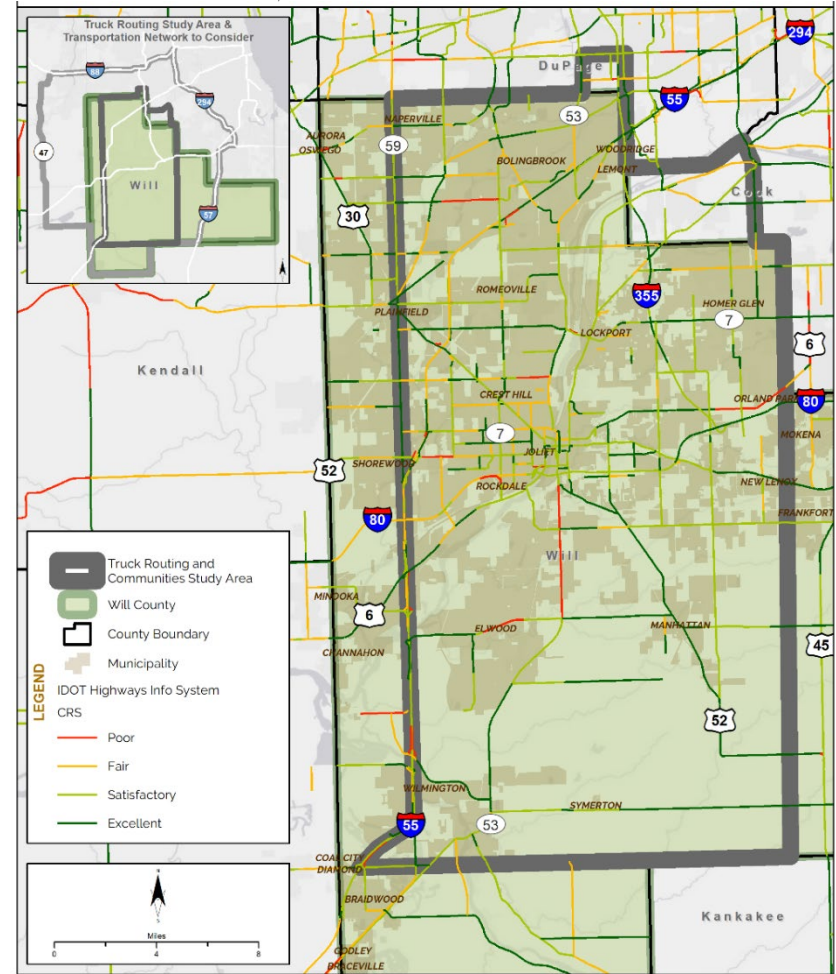 Truck Routing Study Area &
Transportation Network to Consider
88
294
47
Will
57
294
DuPage
55
NAPERVILLE
53
AURORA
OSWEGO
59
WOODRIDGE
BOLINGBROOK
LEMONT
Cook
30
ROMEOVILLE
355
HOMER GLEN
PLAINFIELD
7
LOCKPORT
6
Kendall
CREST HILL
ORLAND PARK
80
7
MOKENA
JOLIET
52
SHOREWOOD
NEW LENOX
ROCKDALE
FRANKFORT
80
Will
MINOOKA
6
ELWOOD
MANHATTAN
45
CHANNAHON
52
WILMINGTON
SYMERTON
55
53
COAL CITY
DIAMOND
BRAIDWOOD
Kankakee
GODLEY
BRACEVILLE
LEGEND
Truck Routing and
Communities Study Area
Will County
County Boundary
Municipality
IDOT Highways Info System
CRS
Poor
Fair
Satisfactory
Excellent
Miles
0 4 8